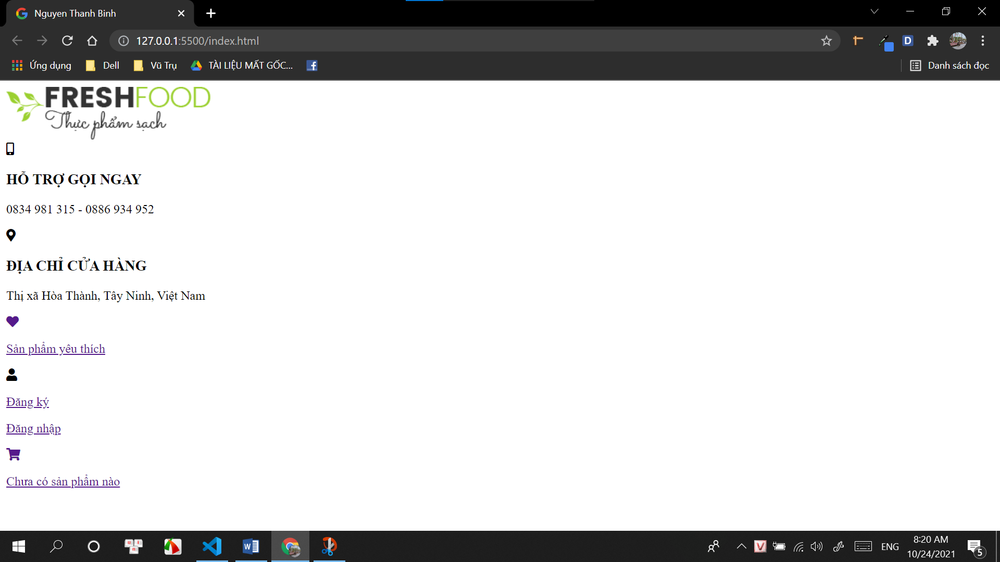 Nguyen Thanh Binh
127.0.0.1:5500/index.html
Ứng dụng
Dell
Vũ Trụ
TÀI LIỆU MẤT GỐC...
Danh sách đọc
FRESHFOOD
Thực phẩm sạch
HỖ TRỢ GỌI NGAY
0834 981 315 - 0886 934 952
ĐỊA CHỈ CỬA HÀNG
Thị xã Hòa Thành, Tây Ninh, Việt Nam
Sản phẩm yêu thích
Đăng ký
Đăng nhập
Chưa có sản phẩm nào
ENG
8:20 AM
10/24/2021
5